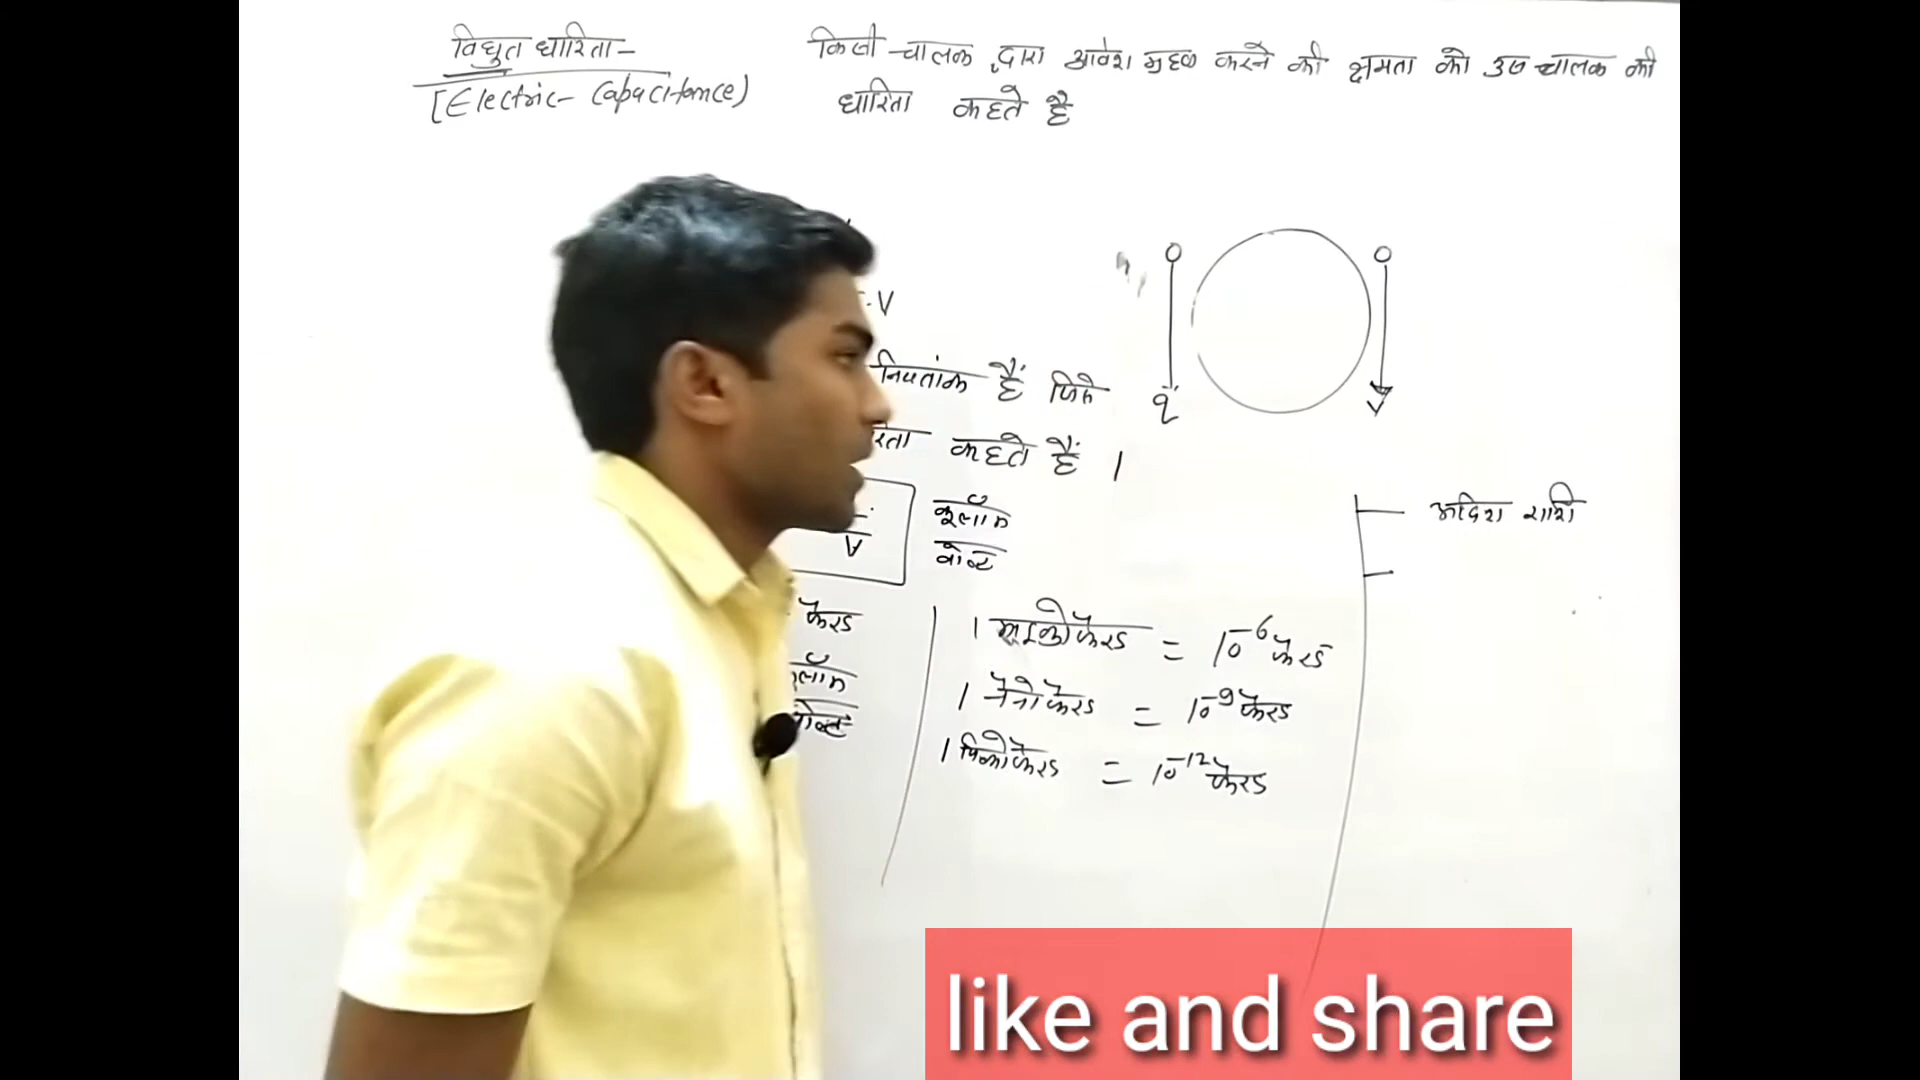 विद्युत धारिता -
[Electric - Capacitance)
किसी चालक द्वारा आवेश ग्रहण करने की क्षमता को उस चालक की
धारिता कहते है
V
नियतांक हैं जिसे
रिता कहते हैं ।
q
V
कूलॉम
वोल्ट
V
अदिश राशि
फैरड
लॉम
वोल्ट
1 माइक्रोफैरड = 10⁻⁶ फैरड
1 नैनोफैरड = 10⁻⁹ फैरड
1 पिकोफैरड = 10⁻¹² फैरड
like and share